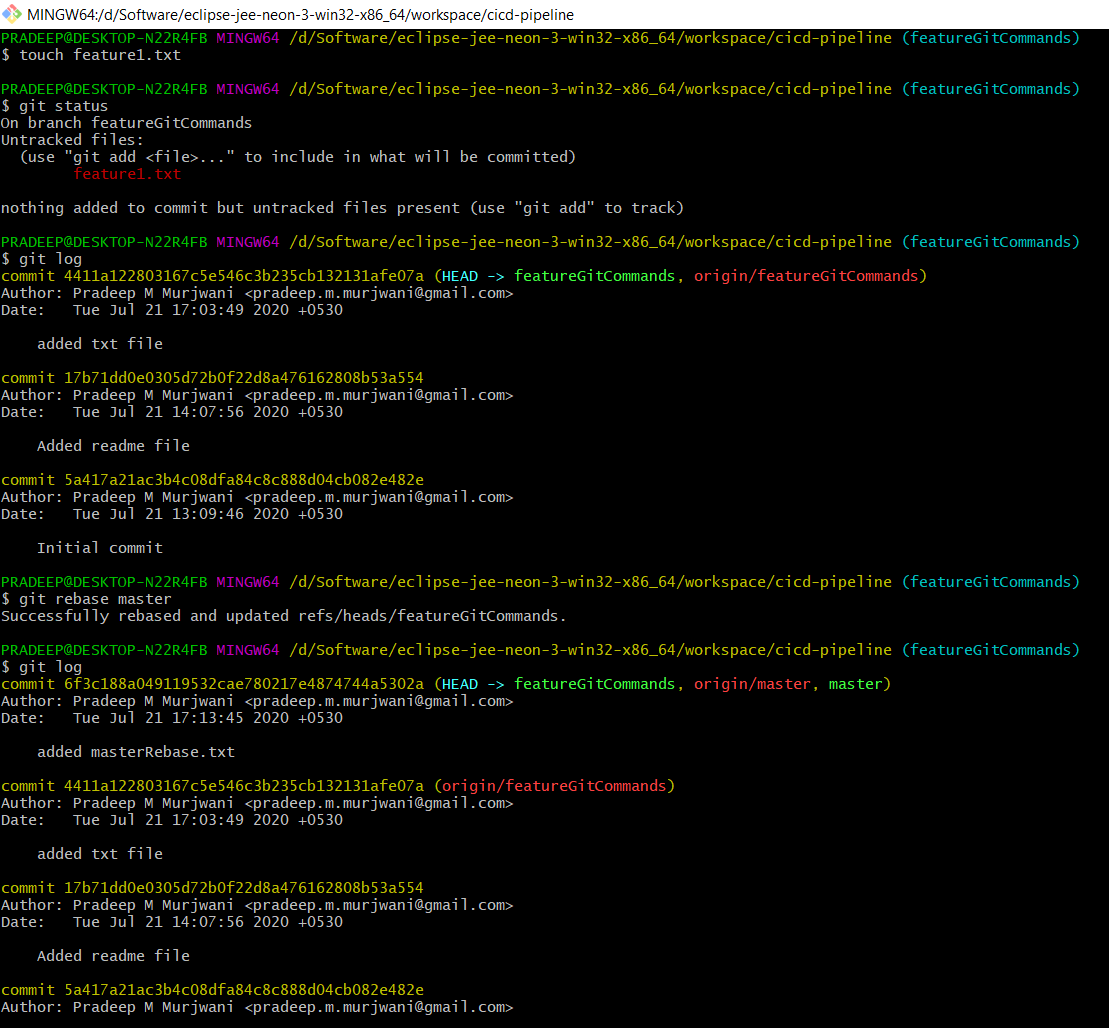 MINGW64:/d/Software/eclipse-jee-neon-3-win32-x86_64/workspace/cicd-pipeline
PRADEEP@DESKTOP-N22R4FB MINGW64 /d/Software/eclipse-jee-neon-3-win32-x86_64/workspace/cicd-pipeline (featureGitCommands)
$ touch feature1.txt
PRADEEP@DESKTOP-N22R4FB MINGW64 /d/Software/eclipse-jee-neon-3-win32-x86_64/workspace/cicd-pipeline (featureGitCommands)
$ git status
On branch featureGitCommands
Untracked files:
  (use "git add <file>..." to include in what will be committed)
        feature1.txt
nothing added to commit but untracked files present (use "git add" to track)
PRADEEP@DESKTOP-N22R4FB MINGW64 /d/Software/eclipse-jee-neon-3-win32-x86_64/workspace/cicd-pipeline (featureGitCommands)
$ git log
commit 4411a122803167c5e546c3b235cb132131afe07a (HEAD -> featureGitCommands, origin/featureGitCommands)
Author: Pradeep M Murjwani <pradeep.m.murjwani@gmail.com>
Date:   Tue Jul 21 17:03:49 2020 +0530
    added txt file
commit 17b71dd0e0305d72b0f22d8a476162808b53a554
Author: Pradeep M Murjwani <pradeep.m.murjwani@gmail.com>
Date:   Tue Jul 21 14:07:56 2020 +0530
    Added readme file
commit 5a417a21ac3b4c08dfa84c8c888d04cb082e482e
Author: Pradeep M Murjwani <pradeep.m.murjwani@gmail.com>
Date:   Tue Jul 21 13:09:46 2020 +0530
    Initial commit
PRADEEP@DESKTOP-N22R4FB MINGW64 /d/Software/eclipse-jee-neon-3-win32-x86_64/workspace/cicd-pipeline (featureGitCommands)
$ git rebase master
Successfully rebased and updated refs/heads/featureGitCommands.
PRADEEP@DESKTOP-N22R4FB MINGW64 /d/Software/eclipse-jee-neon-3-win32-x86_64/workspace/cicd-pipeline (featureGitCommands)
$ git log
commit 6f3c188a049119532cae780217e4874744a5302a (HEAD -> featureGitCommands, origin/master, master)
Author: Pradeep M Murjwani <pradeep.m.murjwani@gmail.com>
Date:   Tue Jul 21 17:13:45 2020 +0530
    added masterRebase.txt
commit 4411a122803167c5e546c3b235cb132131afe07a (origin/featureGitCommands)
Author: Pradeep M Murjwani <pradeep.m.murjwani@gmail.com>
Date:   Tue Jul 21 17:03:49 2020 +0530
    added txt file
commit 17b71dd0e0305d72b0f22d8a476162808b53a554
Author: Pradeep M Murjwani <pradeep.m.murjwani@gmail.com>
Date:   Tue Jul 21 14:07:56 2020 +0530
    Added readme file
commit 5a417a21ac3b4c08dfa84c8c888d04cb082e482e
Author: Pradeep M Murjwani <pradeep.m.murjwani@gmail.com>